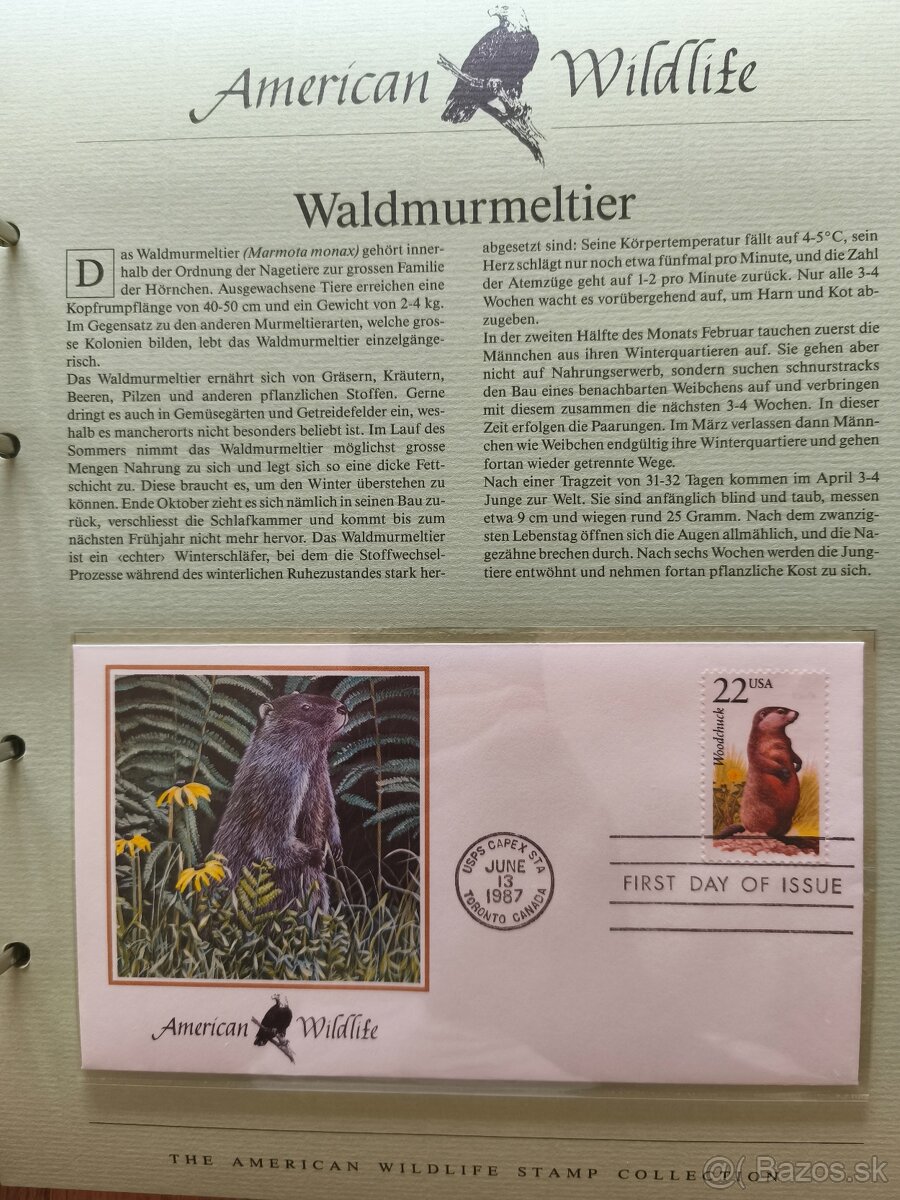 American Wildlife
Waldmurmeltier
Das Waldmurmeltier (Marmota monax) gehört inner-
halb der Ordnung der Nagetiere zur grossen Familie
der Hörnchen. Ausgewachsene Tiere erreichen eine
Kopfrumpflänge von 40-50 cm und ein Gewicht von 2-4 kg.
Im Gegensatz zu den anderen Murmeltierarten, welche gros-
se Kolonien bilden, lebt das Waldmurmeltier einzelgänge-
risch.
Das Waldmurmeltier ernährt sich von Gräsern, Kräutern,
Beeren, Pilzen und anderen pflanzlichen Stoffen. Gerne
dringt es auch in Gemüsegärten und Getreidefelder ein, wes-
halb es mancherorts nicht besonders beliebt ist. Im Lauf des
Sommers nimmt das Waldmurmeltier möglichst grosse
Mengen Nahrung zu sich und legt sich so eine dicke Fett-
schicht zu. Diese braucht es, um den Winter überstehen zu
können. Ende Oktober zieht es sich nämlich in seinen Bau zu-
rück, verschliesst die Schlafkammer und kommt bis zum
nächsten Frühjahr nicht mehr hervor. Das Waldmurmeltier
ist ein ‹echter› Winterschläfer, bei dem die Stoffwechsel-
Prozesse während des winterlichen Ruhezustandes stark her-
abgesetzt sind: Seine Körpertemperatur fällt auf 4-5°C, sein
Herz schlägt nur noch etwa fünfmal pro Minute, und die Zahl
der Atemzüge geht auf 1-2 pro Minute zurück. Nur alle 3-4
Wochen wacht es vorübergehend auf, um Harn und Kot ab-
zugeben.
In der zweiten Hälfte des Monats Februar tauchen zuerst die
Männchen aus ihren Winterquartieren auf. Sie gehen aber
nicht auf Nahrungserwerb, sondern suchen schnurstracks
den Bau eines benachbarten Weibchens auf und verbringen
mit diesem zusammen die nächsten 3-4 Wochen. In dieser
Zeit erfolgen die Paarungen. Im März verlassen dann Männ-
chen wie Weibchen endgültig ihre Winterquartiere und gehen
fortan wieder getrennte Wege.
Nach einer Tragzeit von 31-32 Tagen kommen im April 3-4
Junge zur Welt. Sie sind anfänglich blind und taub, messen
etwa 9 cm und wiegen rund 25 Gramm. Nach dem zwanzig-
sten Lebenstag öffnen sich die Augen allmählich, und die Na-
gezähne brechen durch. Nach sechs Wochen werden die Jung-
tiere entwöhnt und nehmen fortan pflanzliche Kost zu sich.
22 USA
Woodchuck
USPS CAPEX STA
JUNE
13
1987
TORONTO CANADA
FIRST DAY OF ISSUE
American Wildlife
THE AMERICAN WILDLIFE STAMP COLLECTION
Bazos.sk